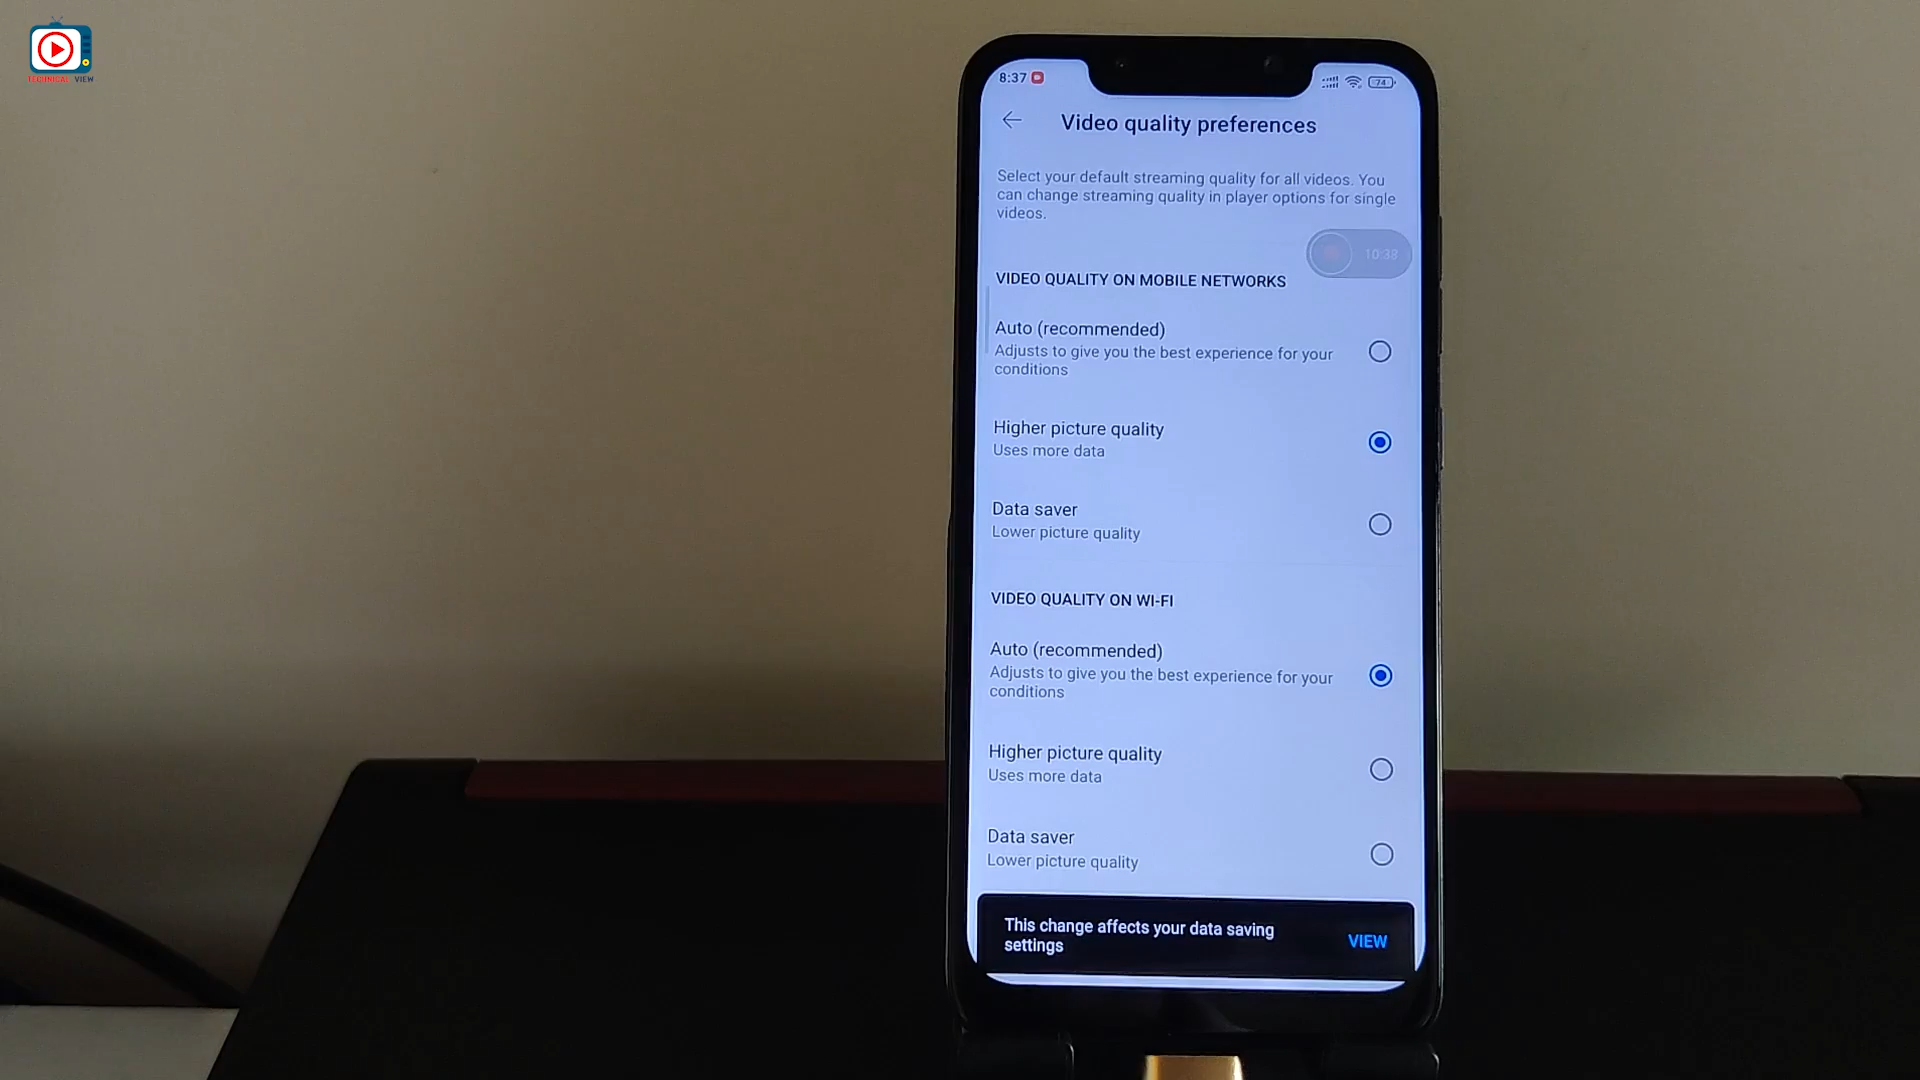 TECHNICAL VIEW
8:37
74
Video quality preferences
Select your default streaming quality for all videos. You
can change streaming quality in player options for single
videos.
10:38
VIDEO QUALITY ON MOBILE NETWORKS
Auto (recommended)
Adjusts to give you the best experience for your
conditions
Higher picture quality
Uses more data
Data saver
Lower picture quality
VIDEO QUALITY ON WI-FI
Auto (recommended)
Adjusts to give you the best experience for your
conditions
Higher picture quality
Uses more data
Data saver
Lower picture quality
This change affects your data saving
settings
VIEW